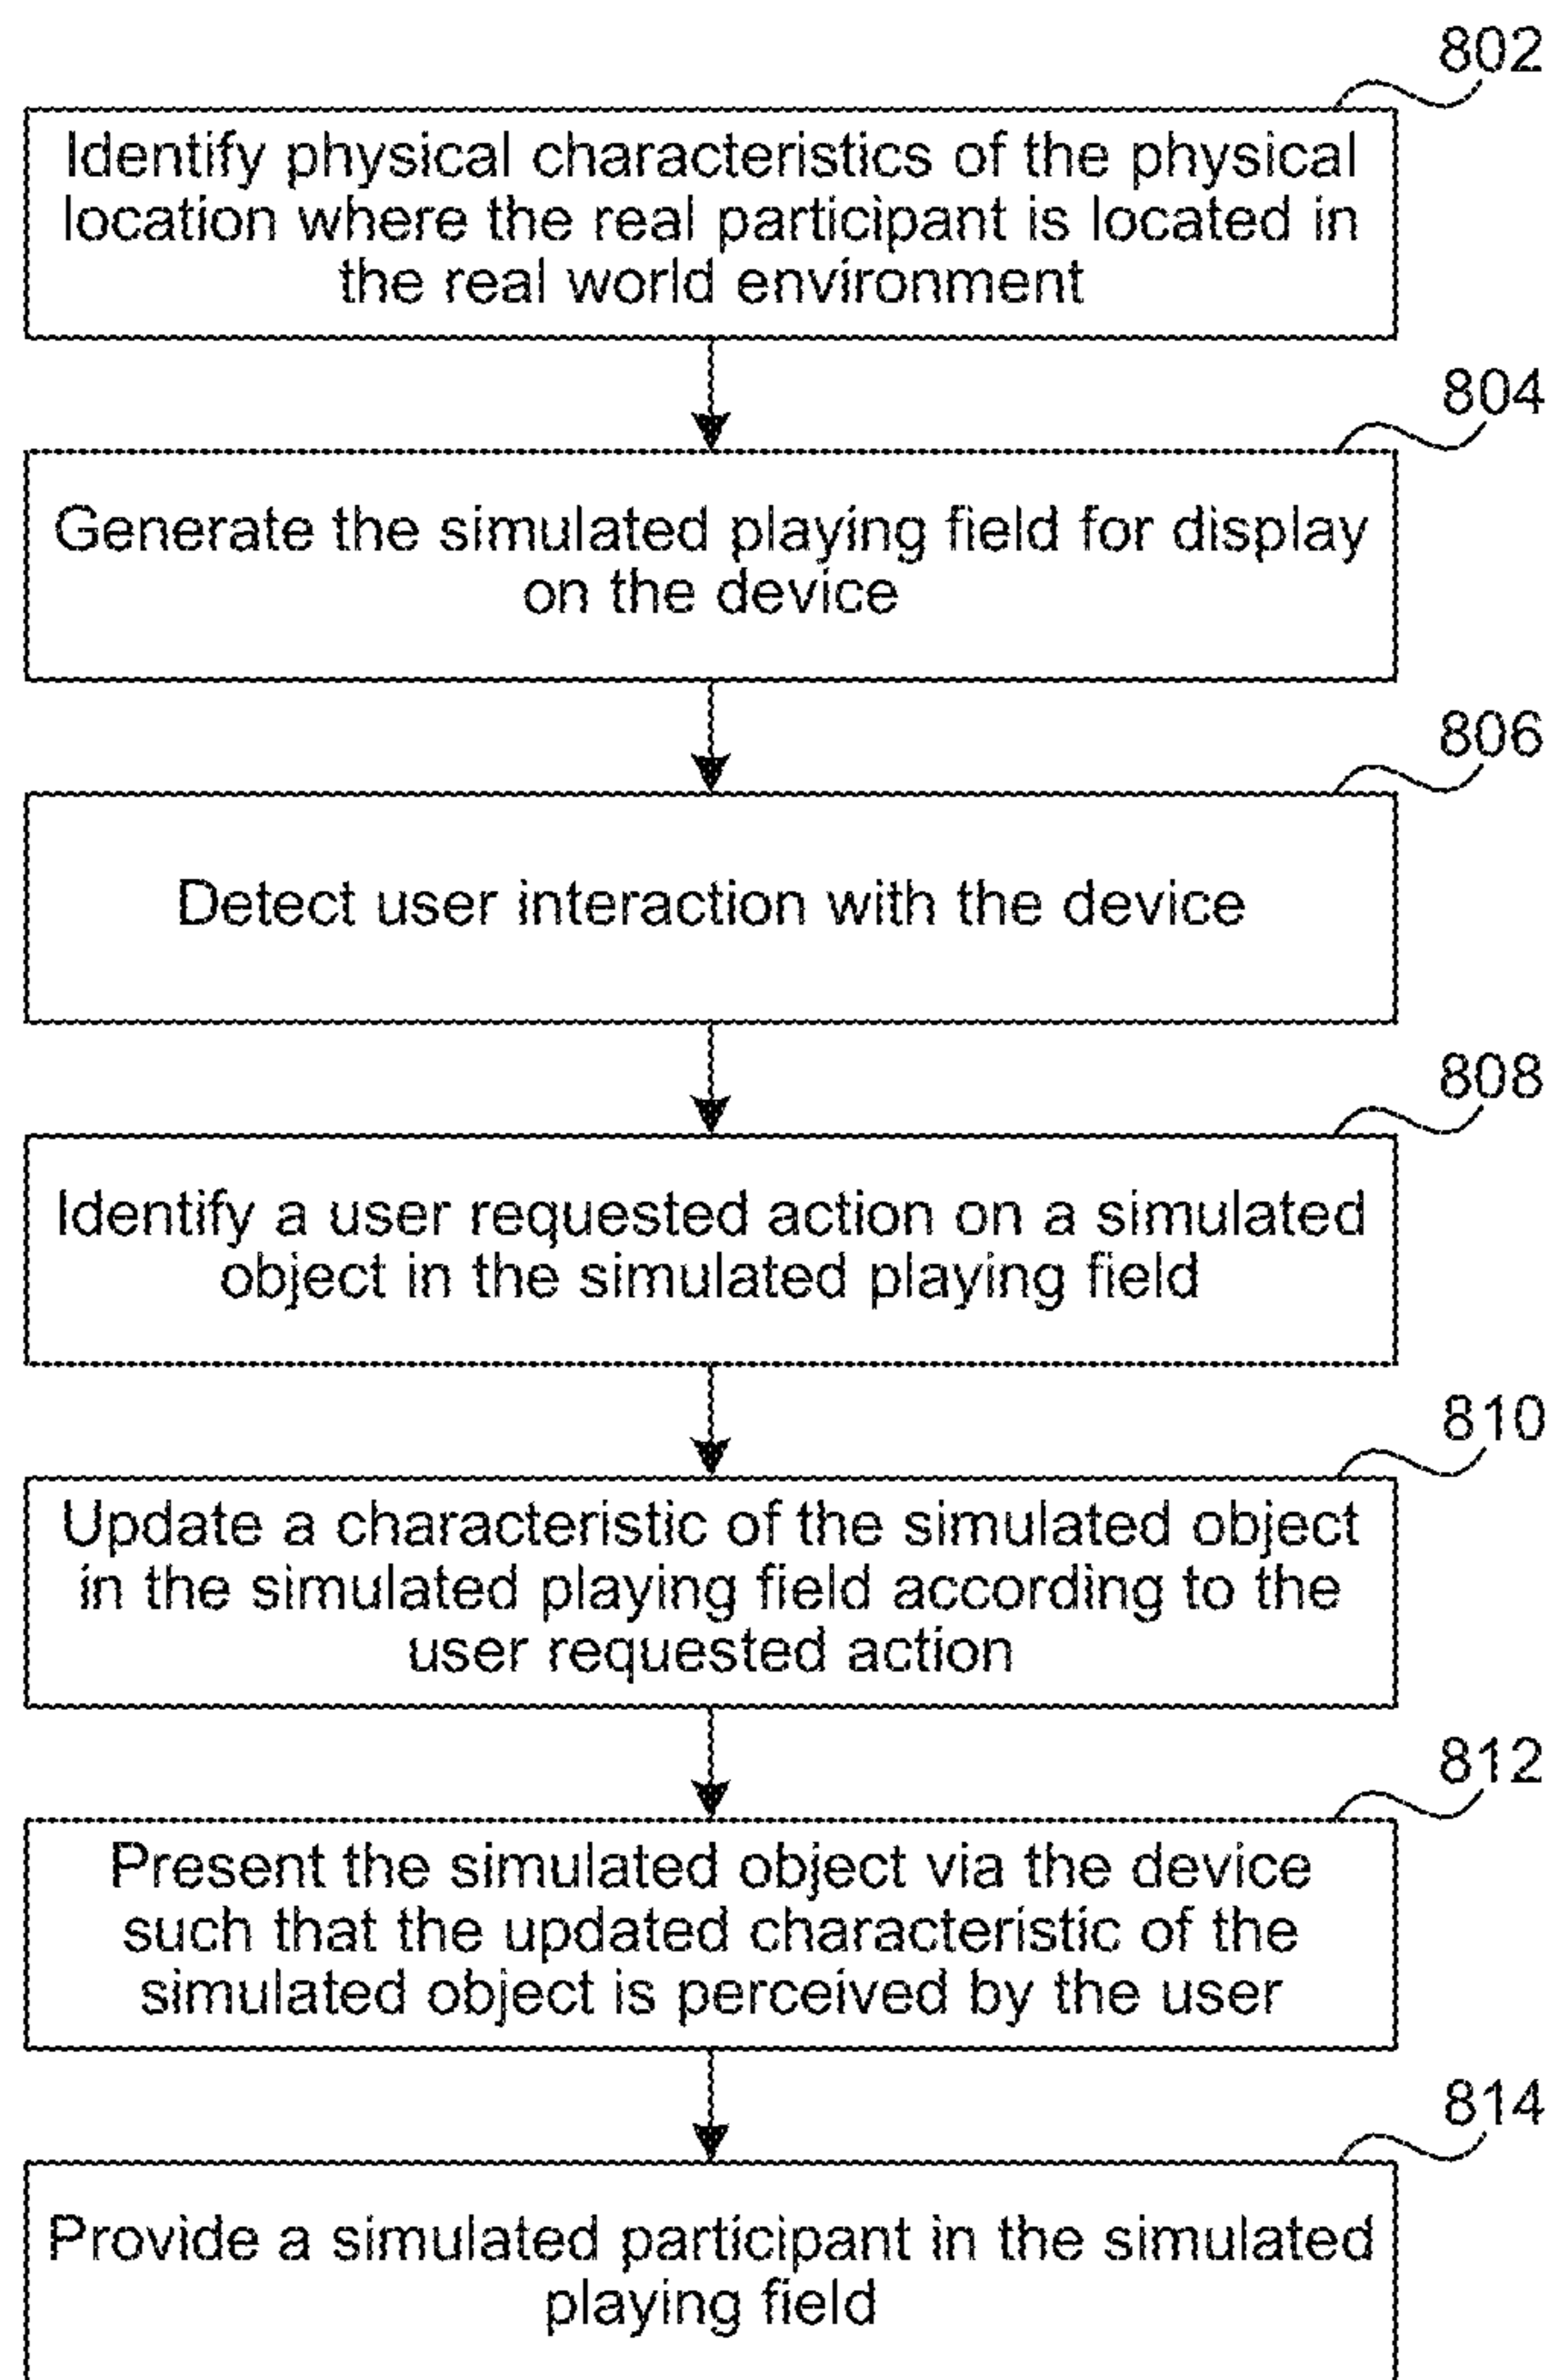 802
Identify physical characteristics of the physical
location where the real participant is located in
the real world environment
804
Generate the simulated playing field for display
on the device
806
Detect user interaction with the device
808
Identify a user requested action on a simulated
object in the simulated playing field
810
Update a characteristic of the simulated object
in the simulated playing field according to the
user requested action
812
Present the simulated object via the device
such that the updated characteristic of the
simulated object is perceived by the user
814
Provide a simulated participant in the simulated
playing field